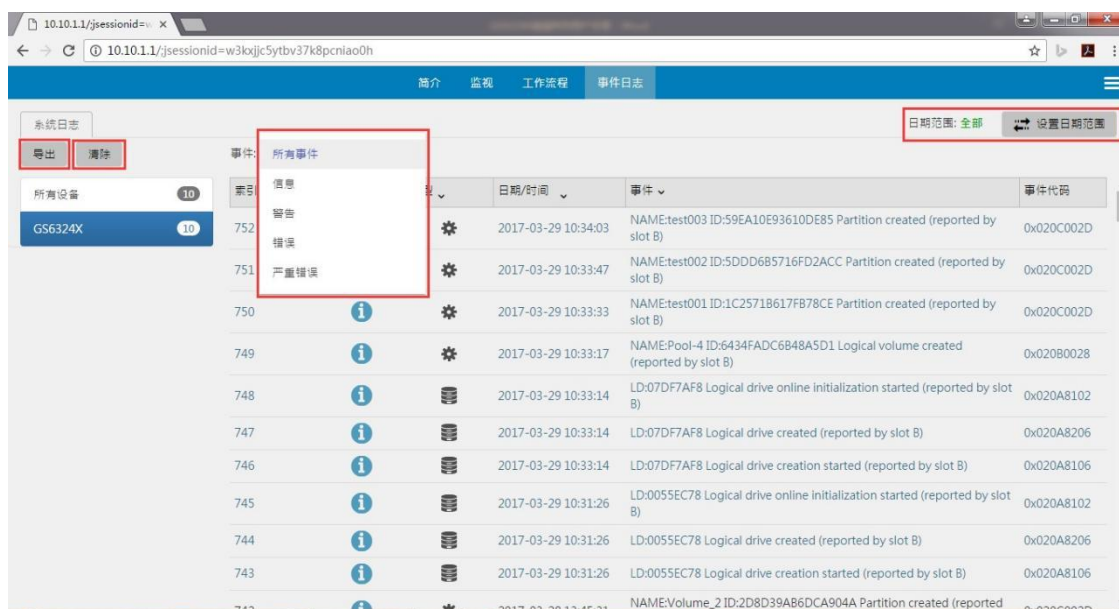 10.10.1.1/;jsessionid=
10.10.1.1/;jsessionid=w3kxjjc5ytbv37k8pcniao0h
简介 监视 工作流程 事件日志
系统日志
日期范围: 全部 设置日期范围
导出 清除
事件:
所有事件
信息
警告
错误
严重错误
所有设备 10
GS6324X 10
索引 日期/时间 事件 事件代码
752 2017-03-29 10:34:03 NAME:test003 ID:59EA10E93610DE85 Partition created (reported by
slot B) 0x020C002D
751 2017-03-29 10:33:47 NAME:test002 ID:5DDD6B5716FD2ACC Partition created (reported by
slot B) 0x020C002D
750 2017-03-29 10:33:33 NAME:test001 ID:1C2571B617FB78CE Partition created (reported by
slot B) 0x020C002D
749 2017-03-29 10:33:17 NAME:Pool-4 ID:6434FADC6B48A5D1 Logical volume created
(reported by slot B) 0x020B0028
748 2017-03-29 10:33:14 LD:07DF7AF8 Logical drive online initialization started (reported by slot
B) 0x020A8102
747 2017-03-29 10:33:14 LD:07DF7AF8 Logical drive created (reported by slot B) 0x020A8206
746 2017-03-29 10:33:14 LD:07DF7AF8 Logical drive creation started (reported by slot B) 0x020A8106
745 2017-03-29 10:31:26 LD:0055EC78 Logical drive online initialization started (reported by slot
B) 0x020A8102
744 2017-03-29 10:31:26 LD:0055EC78 Logical drive created (reported by slot B) 0x020A8206
743 2017-03-29 10:31:26 LD:0055EC78 Logical drive creation started (reported by slot B) 0x020A8106
NAME:Volume_2 ID:2D8D39AB6DCA904A Partition created (reported